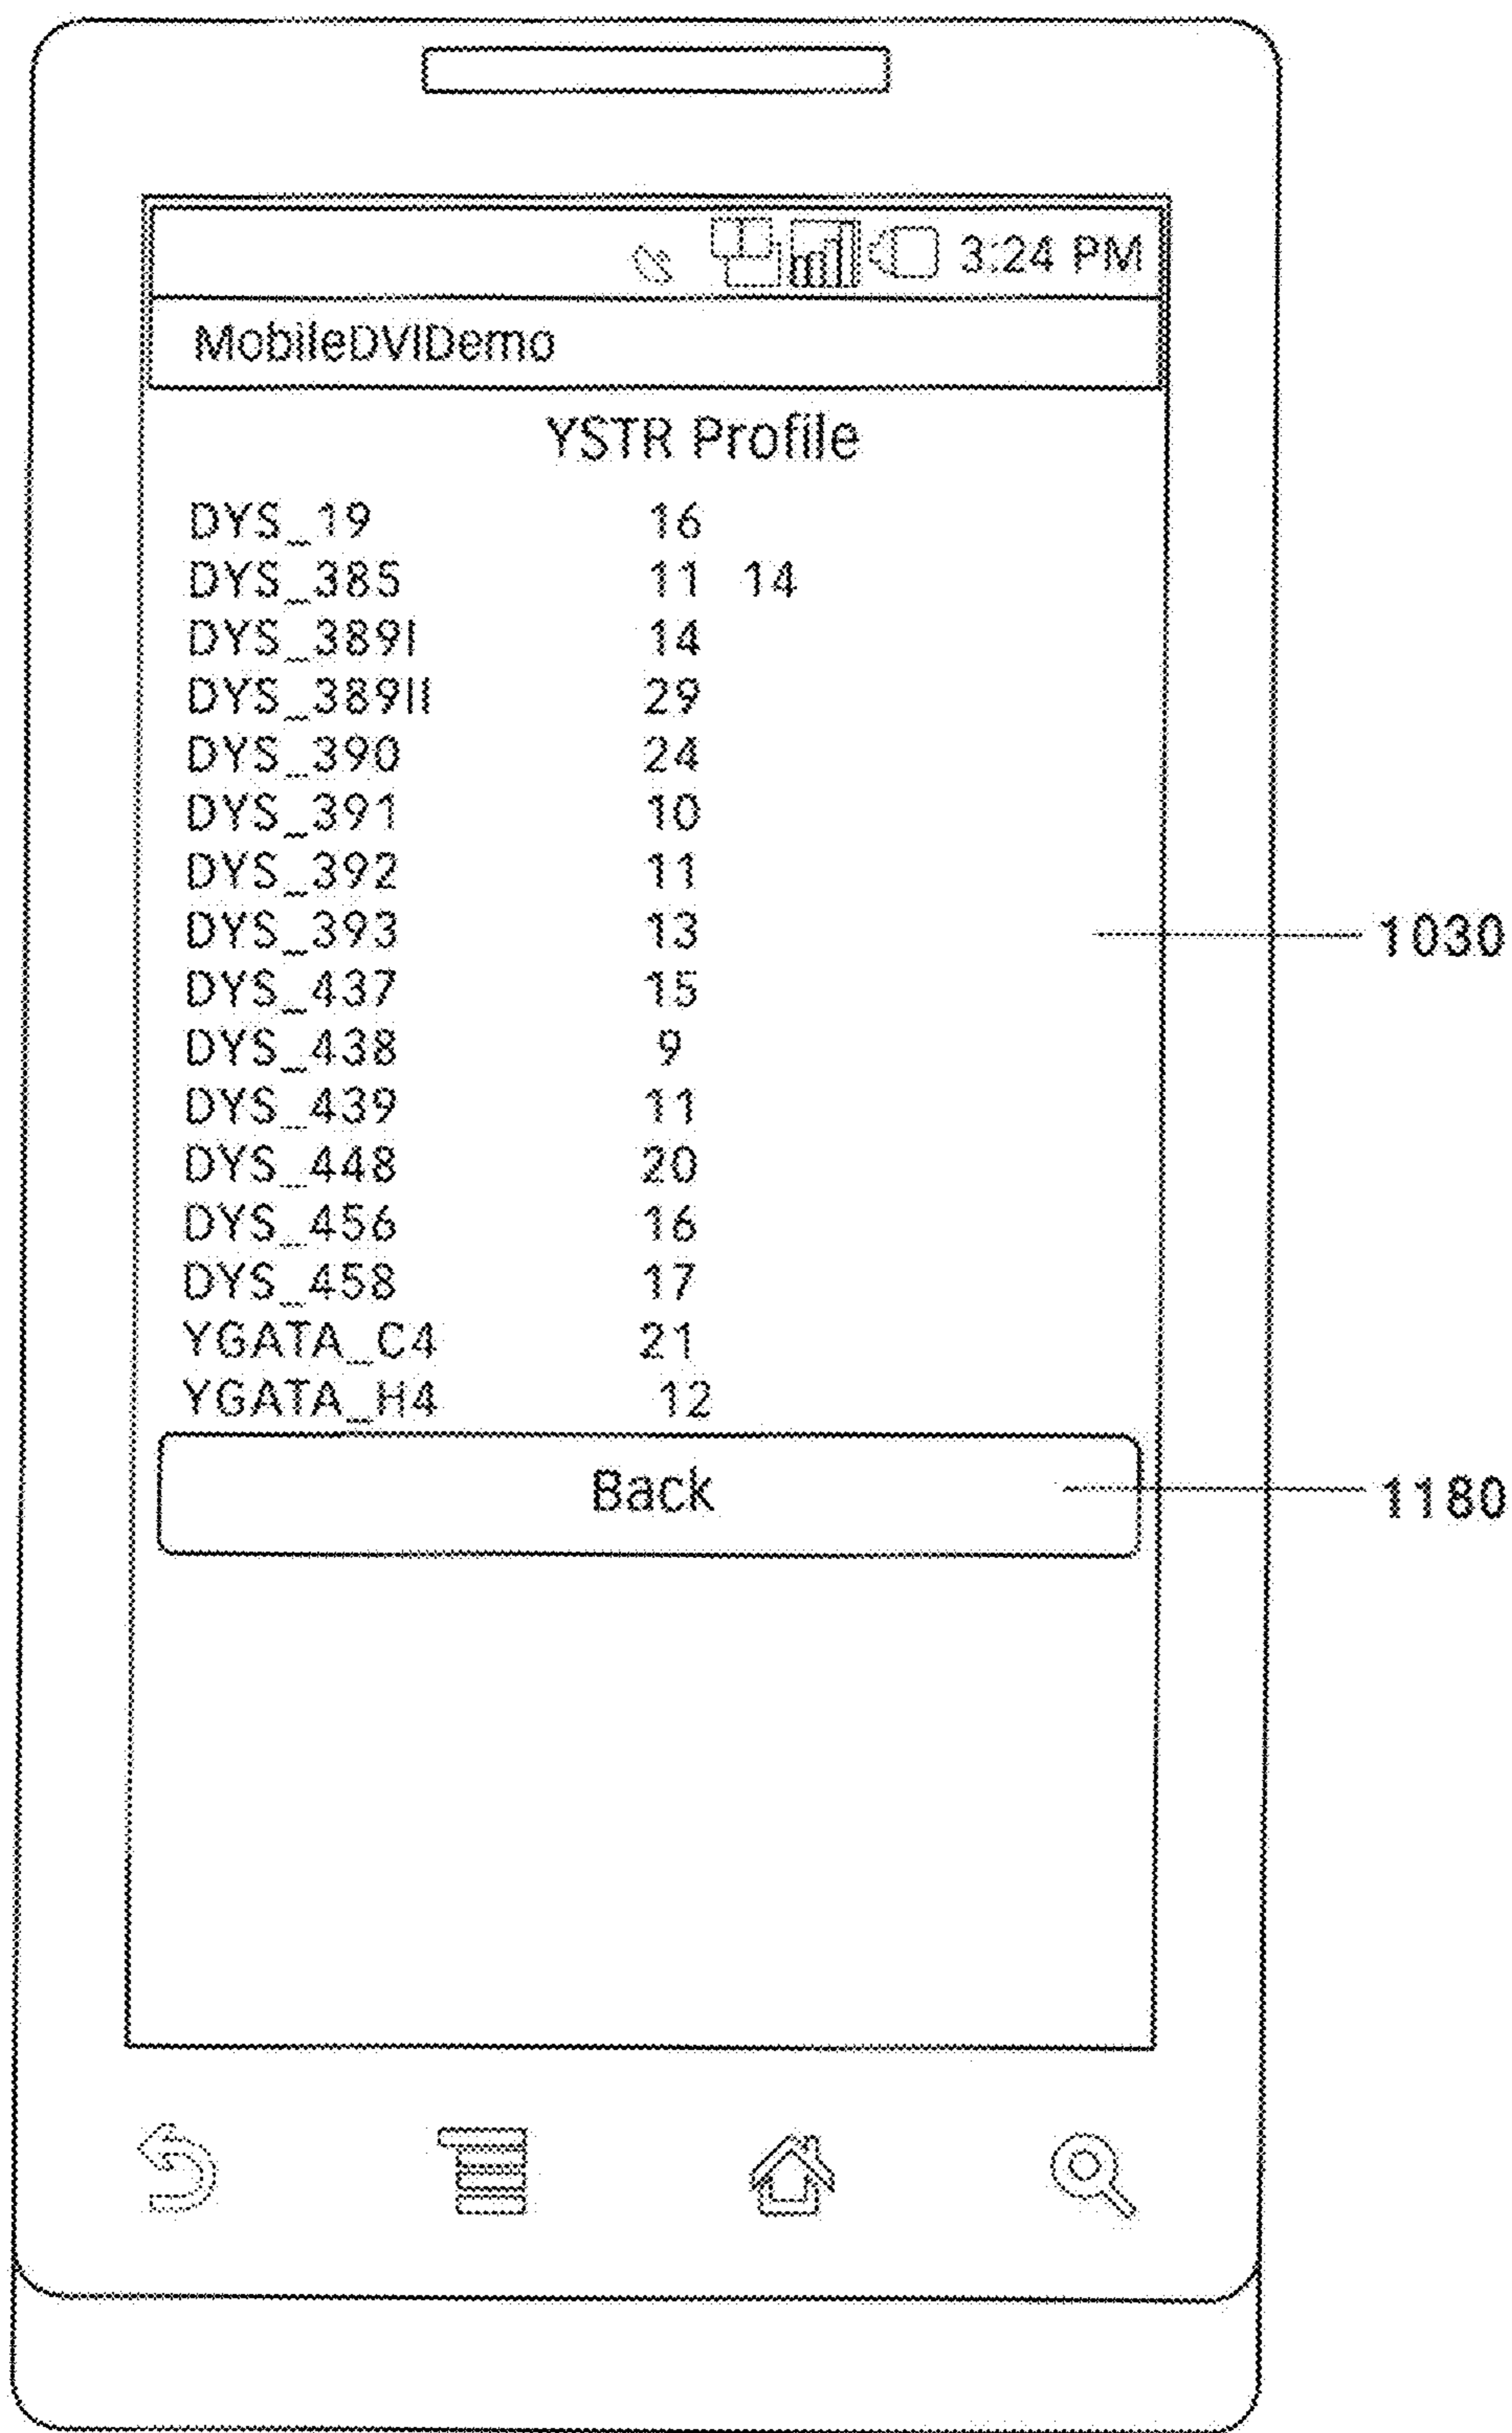 3:24 PM
MobileDVIDemo
YSTR Profile
DYS_19 16
DYS_385 11 14
DYS_389I 14
DYS_389II 29
DYS_390 24
DYS_391 10
DYS_392 11
DYS_393 13
1030
DYS_437 15
DYS_438 9
DYS_439 11
DYS_448 20
DYS_456 16
DYS_458 17
YGATA_C4 21
YGATA_H4 12
Back
1180